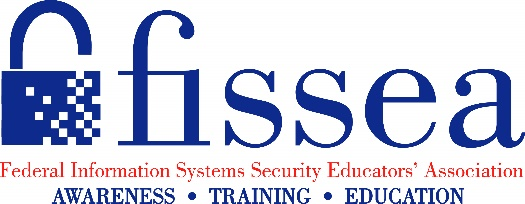 fissea
Federal Information Systems Security Educators' Association
AWARENESS • TRAINING • EDUCATION